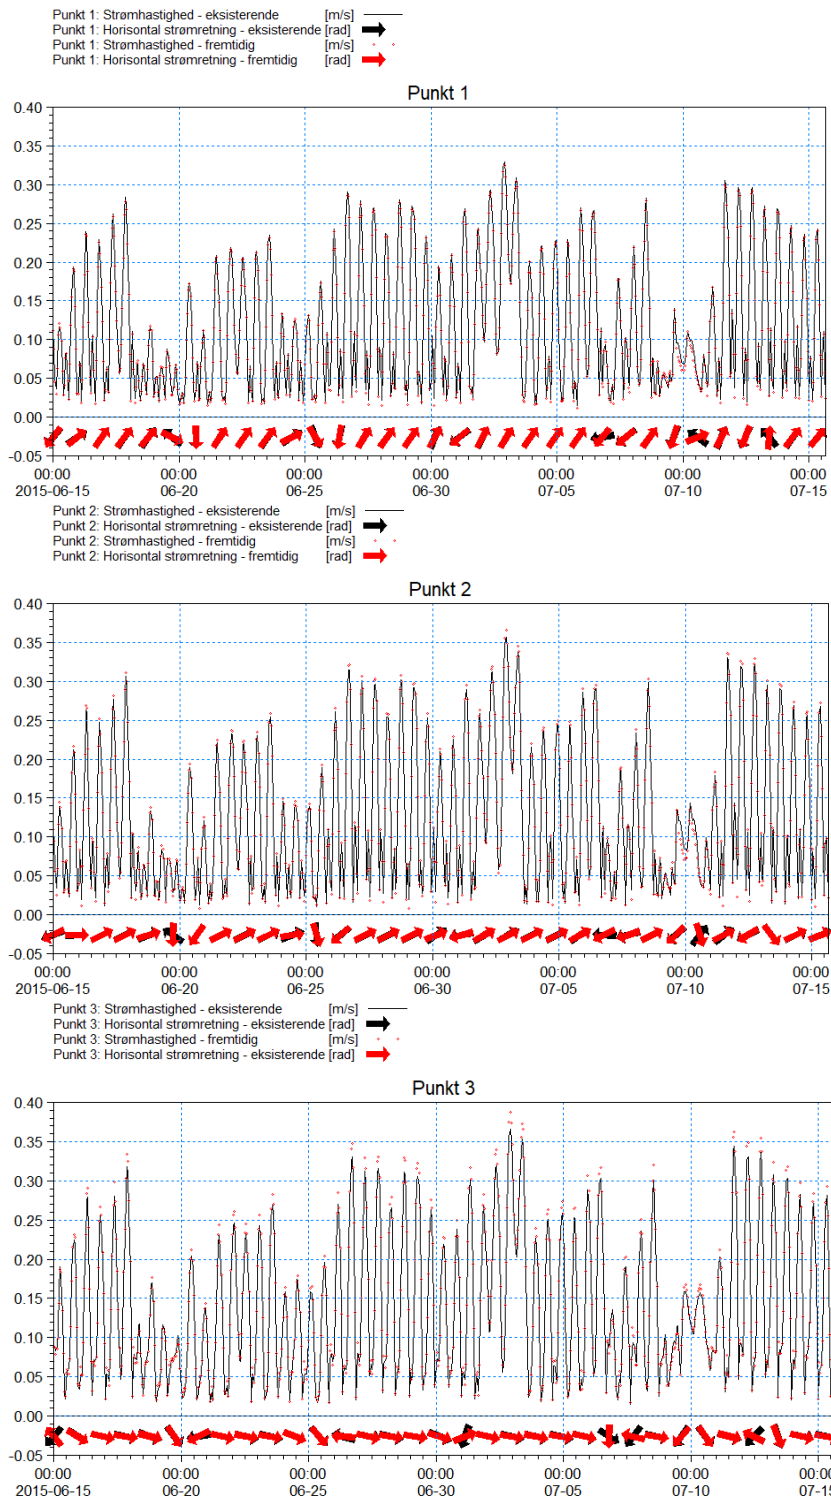 Punkt 1: Strømhastighed - eksisterende [m/s]
Punkt 1: Horisontal strømretning - eksisterende [rad]
Punkt 1: Strømhastighed - fremtidig [m/s]
Punkt 1: Horisontal strømretning - fremtidig [rad]
Punkt 1
0.40
0.35
0.30
0.25
0.20
0.15
0.10
0.05
0.00
-0.05
00:00 00:00 00:00 00:00 00:00 00:00 00:00
2015-06-15 06-20 06-25 06-30 07-05 07-10 07-15
Punkt 2: Strømhastighed - eksisterende [m/s]
Punkt 2: Horisontal strømretning - eksisterende [rad]
Punkt 2: Strømhastighed - fremtidig [m/s]
Punkt 2: Horisontal strømretning - fremtidig [rad]
Punkt 2
0.40
0.35
0.30
0.25
0.20
0.15
0.10
0.05
0.00
-0.05
00:00 00:00 00:00 00:00 00:00 00:00 00:00
2015-06-15 06-20 06-25 06-30 07-05 07-10 07-15
Punkt 3: Strømhastighed - eksisterende [m/s]
Punkt 3: Horisontal strømretning - eksisterende [rad]
Punkt 3: Strømhastighed - fremtidig [m/s]
Punkt 3: Horisontal strømretning - eksisterende [rad]
Punkt 3
0.40
0.35
0.30
0.25
0.20
0.15
0.10
0.05
0.00
-0.05
00:00 00:00 00:00 00:00 00:00 00:00 00:00
2015-06-15 06-20 06-25 06-30 07-05 07-10 07-15